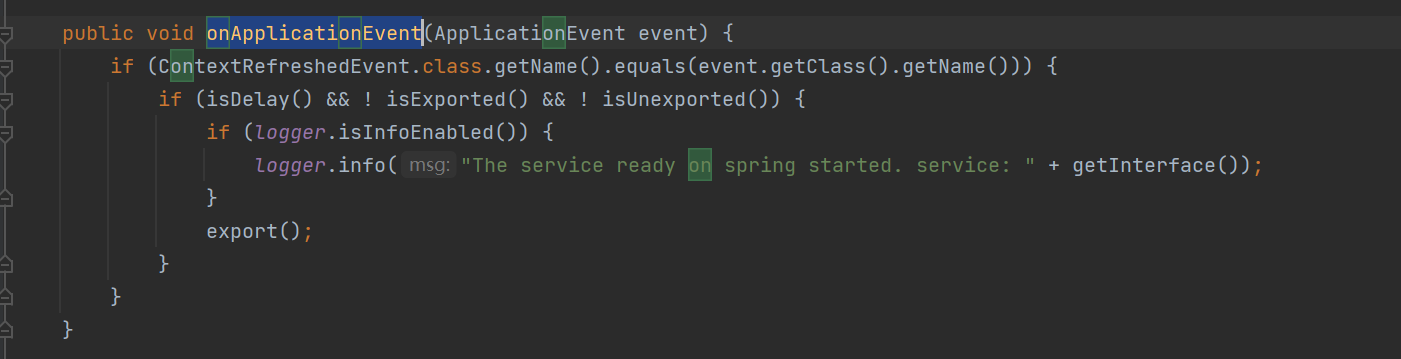 public void onApplicationEvent(ApplicationEvent event) {
if (ContextRefreshedEvent.class.getName().equals(event.getClass().getName())) {
if (isDelay() && ! isExported() && ! isUnexported()) {
if (logger.isInfoEnabled()) {
logger.info( msg: "The service ready on spring started. service: " + getInterface());
}
export();
}
}
}